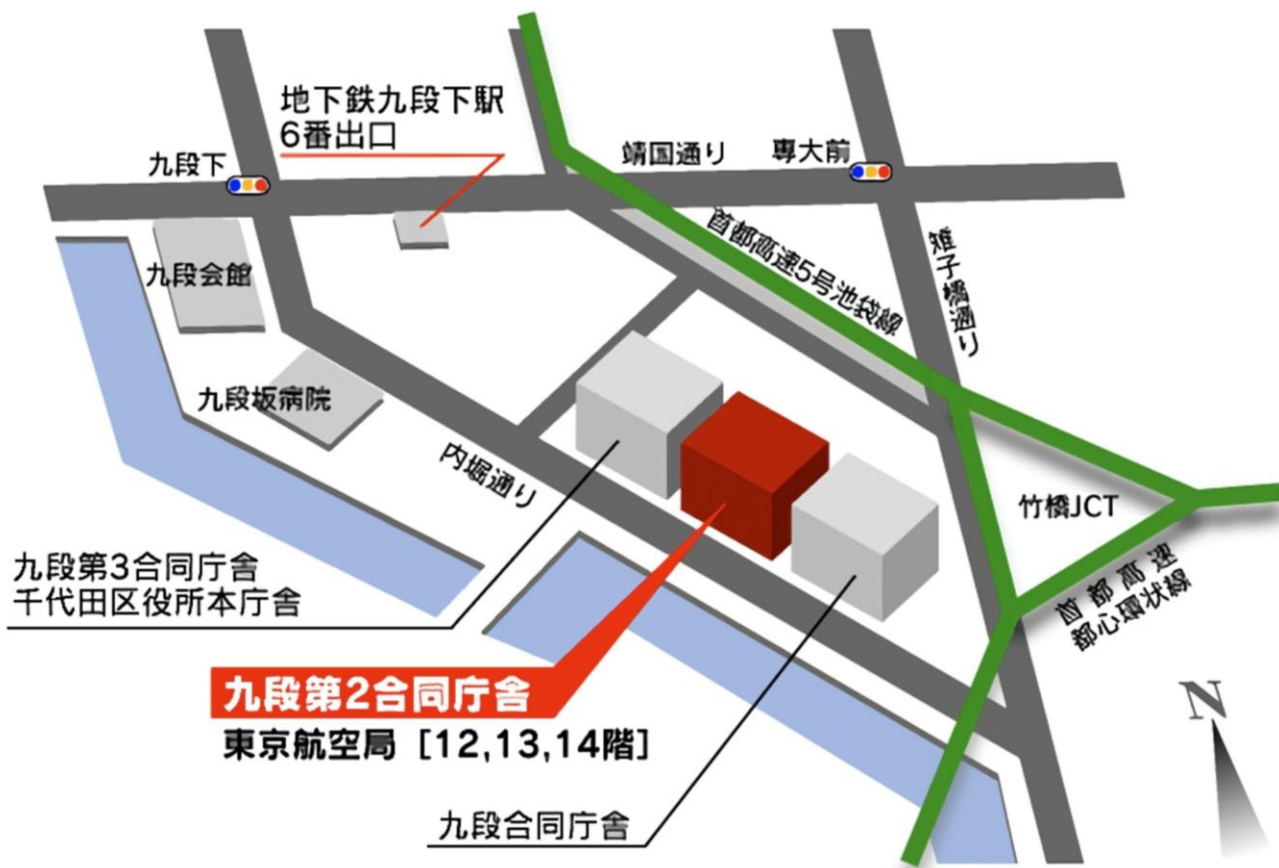 地下鉄九段下駅
6番出口
九段下
靖国通り
専大前
首都高速5号池袋線
雉子橋通り
九段会館
九段坂病院
内堀通り
竹橋JCT
首都高速
都心環状線
九段第3合同庁舎
千代田区役所本庁舎
九段第2合同庁舎
東京航空局［12,13,14階］
九段合同庁舎
N